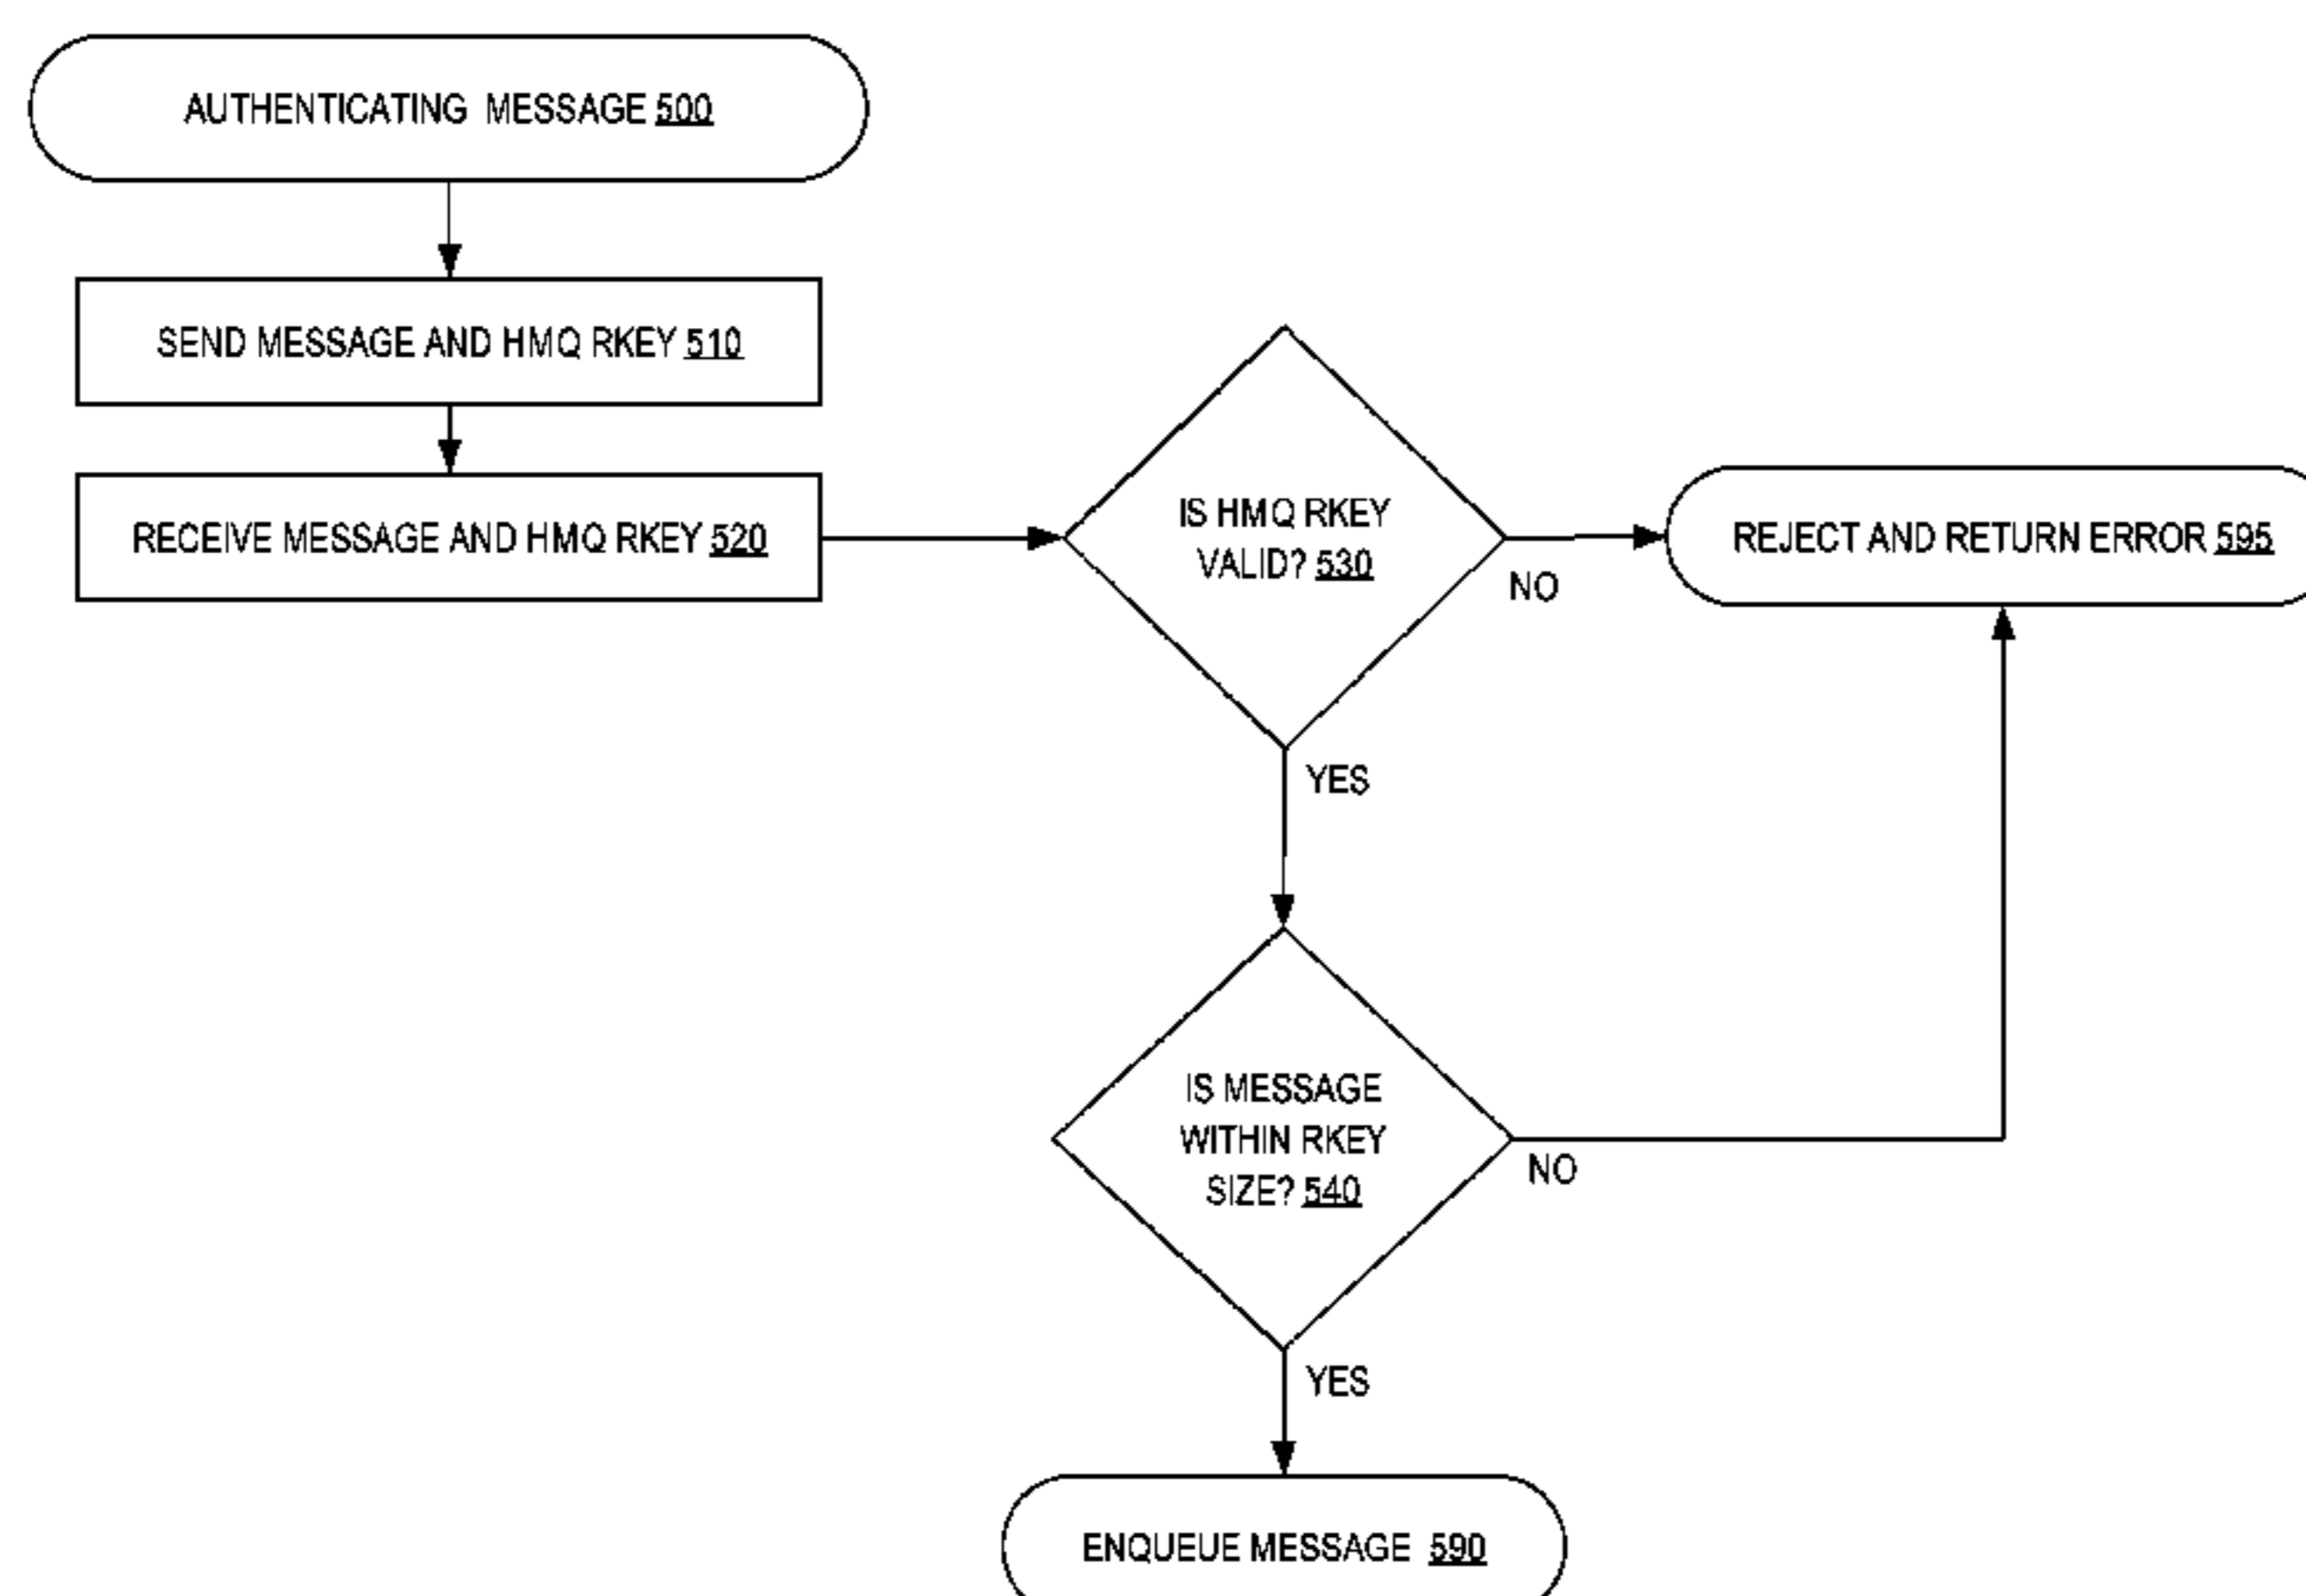 AUTHENTICATING MESSAGE 500
SEND MESSAGE AND HMQ RKEY 510
RECEIVE MESSAGE AND HMQ RKEY 520
IS HMQ RKEY
VALID? 530
NO
REJECT AND RETURN ERROR 595
YES
IS MESSAGE
WITHIN RKEY
SIZE? 540
NO
YES
ENQUEUE MESSAGE 590